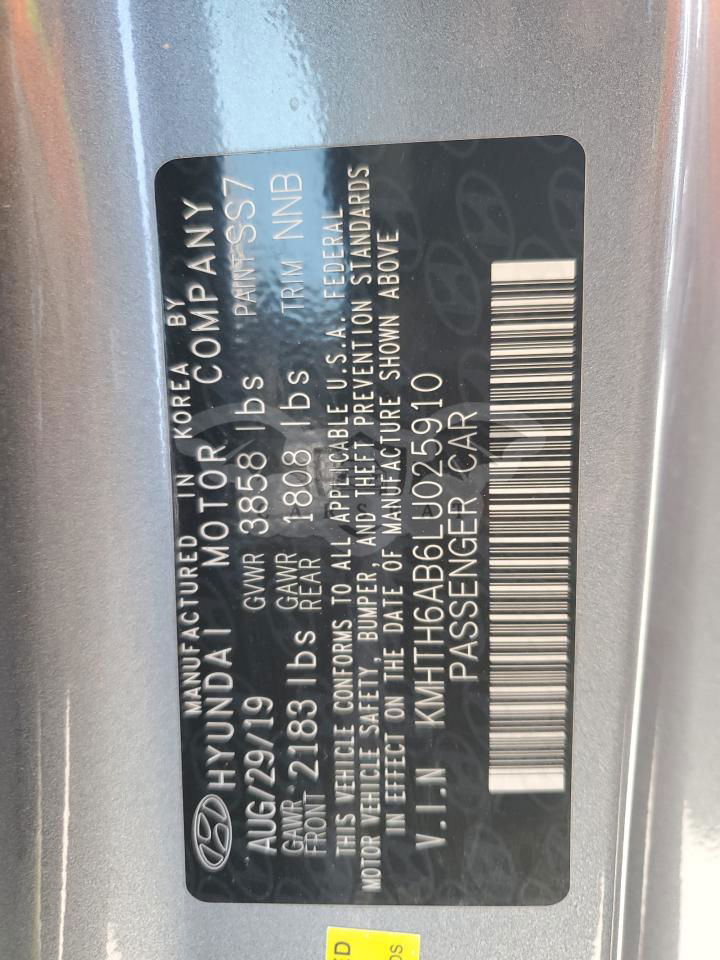 MANUFACTURED IN KOREA BY
HYUNDAI MOTOR COMPANY
AUG/29/19 GVWR 3858 lbs PAINT SS7
GAWR FRONT 2183 lbs GAWR REAR 1808 lbs TRIM NNB
THIS VEHICLE CONFORMS TO ALL APPLICABLE U.S.A. FEDERAL
MOTOR VEHICLE SAFETY, BUMPER, AND THEFT PREVENTION STANDARDS
IN EFFECT ON THE DATE OF MANUFACTURE SHOWN ABOVE
V.I.N KMHTH6AB6LU025910
PASSENGER CAR